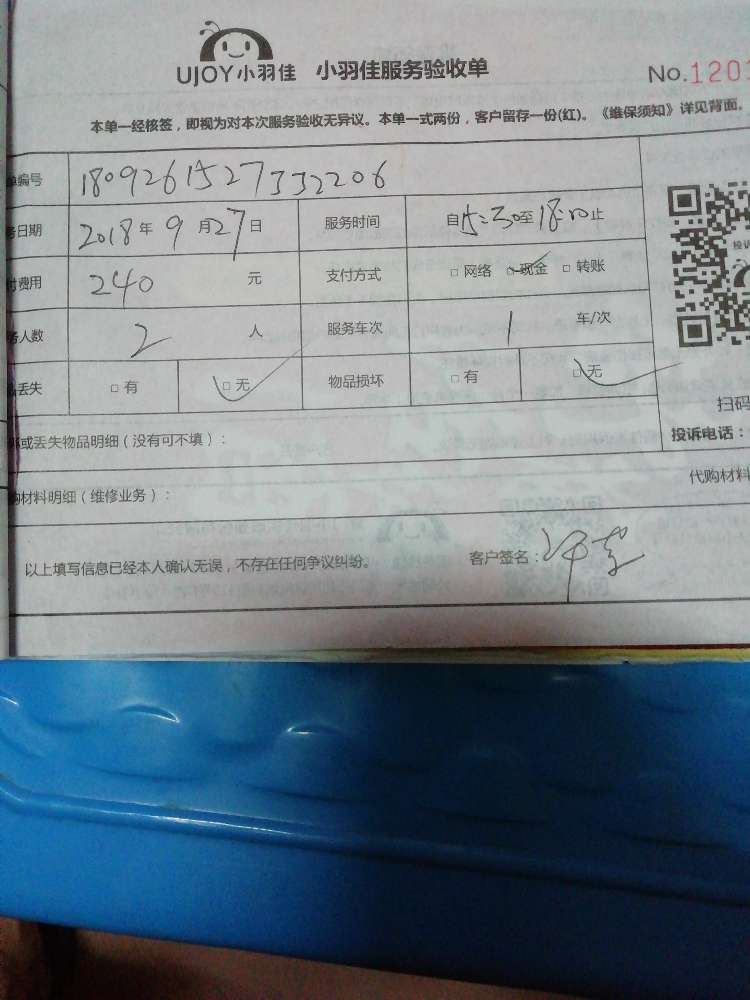 UJOY小羽佳 小羽佳服务验收单
No.1201
本单一经核签，即视为对本次服务验收无异议。本单一式两份，客户留存一份(红)。《维保须知》详见背面。
单编号 1809261527332206
务日期 2018年9月27日 服务时间 自15:30至18:00止
付费用 240 元 支付方式 □ 网络 □ 现金 □ 转账
务人数 2 人 服务车次 1 车/次
丢失 □ 有 □ 无 物品损坏 □ 有 □ 无
扫码
或丢失物品明细（没有可不填）：
投诉电话：
购材料明细（维修业务）：
代购材料
以上填写信息已经本人确认无误，不存在任何争议纠纷。 客户签名：